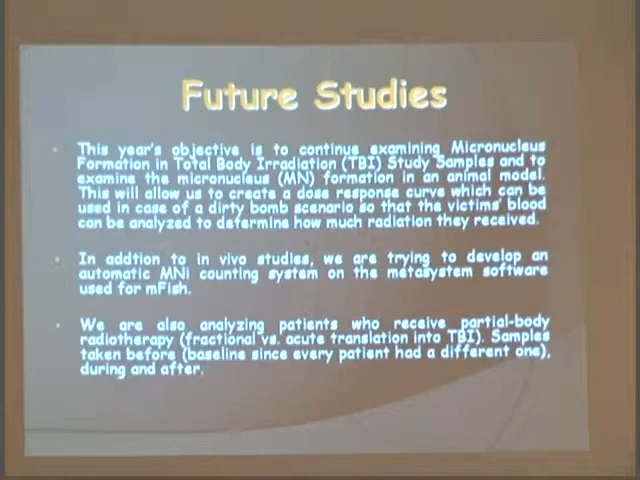 Future Studies
• This year's objective is to continue examining Micronucleus
Formation in Total Body Irradiation (TBI) Study Samples and to
examine the micronucleus (MN) formation in an animal model.
This will allow us to create a dose response curve which can be
used in case of a dirty bomb scenario so that the victims' blood
can be analyzed to determine how much radiation they received.
• In addtion to in vivo studies, we are trying to develop an
automatic MNi counting system on the metasystem software
used for mFish.
• We are also analyzing patients who receive partial-body
radiotherapy (fractional vs. acute translation into TBI). Samples
taken before (baseline since every patient had a different one),
during and after.